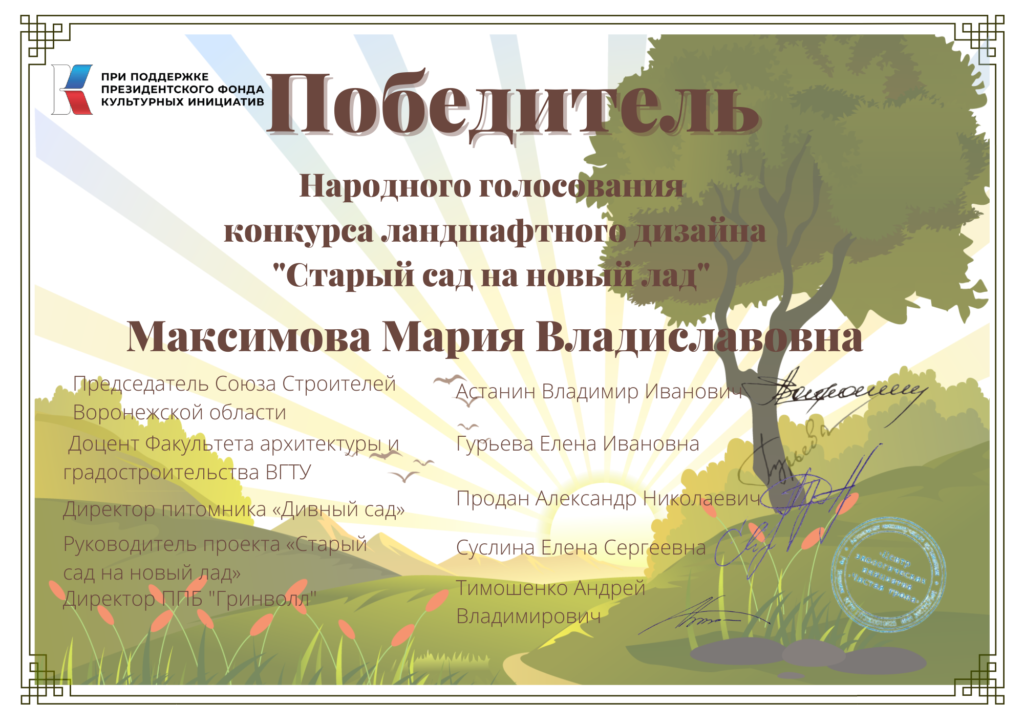 ПРИ ПОДДЕРЖКЕ
ПРЕЗИДЕНТСКОГО ФОНДА
КУЛЬТУРНЫХ ИНИЦИАТИВ
Победитель
Народного голосования
конкурса ландшафтного дизайна
"Старый сад на новый лад"
Максимова Мария Владиславовна
Председатель Союза Строителей
Воронежской области
Астанин Владимир Иванович
Доцент Факультета архитектуры и
градостроительства ВГТУ
Гурьева Елена Ивановна
Гурьева
Директор питомника «Дивный сад»
Продан Александр Николаевич
Руководитель проекта «Старый
сад на новый лад»
Суслина Елена Сергеевна
Директор ППБ "Гринволл"
Тимошенко Андрей
Владимирович